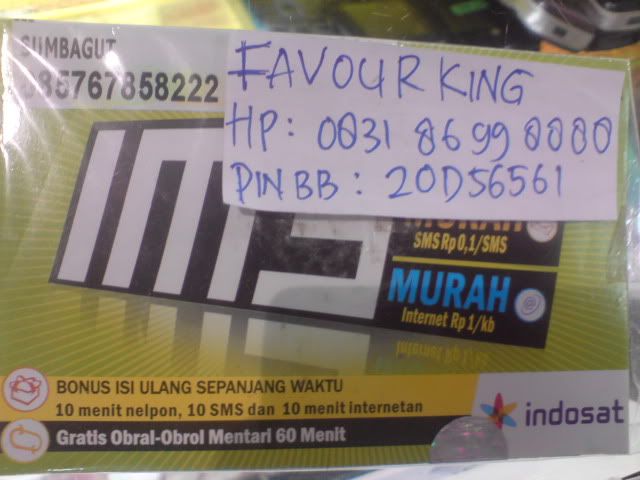 SUMBAGUT
085767858222
FAVOUR KING
HP : 0831 8699 8888
PIN BB : 20D56561
IM3
MURAH
SMS Rp 0,1/SMS
MURAH
Internet Rp 1/kb
BONUS ISI ULANG SEPANJANG WAKTU
10 menit nelpon, 10 SMS dan 10 menit internetan
Gratis Obral-Obrol Mentari 60 Menit
indosat